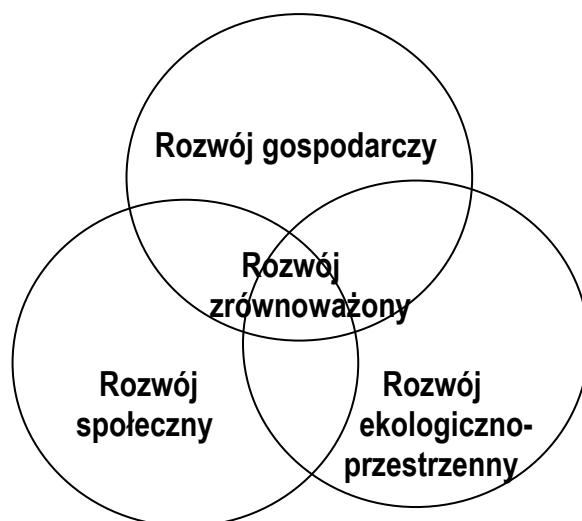 Rozwój gospodarczy
Rozwój
zrównoważony
Rozwój
społeczny
Rozwój
ekologiczno-
przestrzenny